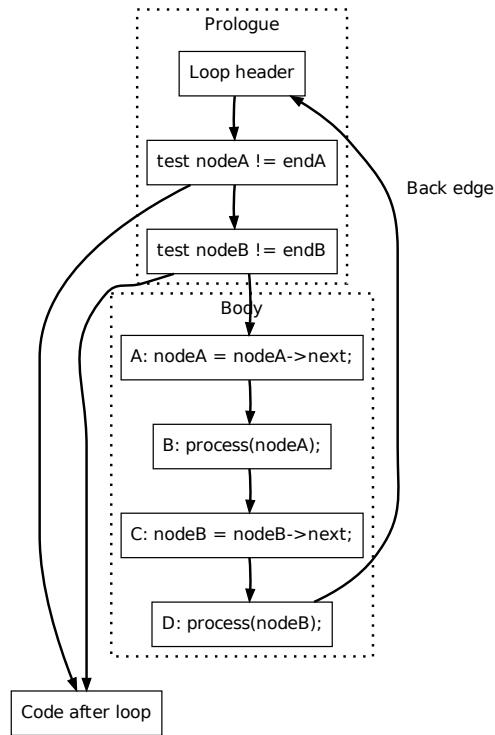 Prologue
Loop header
test nodeA != endA
Back edge
test nodeB != endB
Body
A: nodeA = nodeA->next;
B: process(nodeA);
C: nodeB = nodeB->next;
D: process(nodeB);
Code after loop